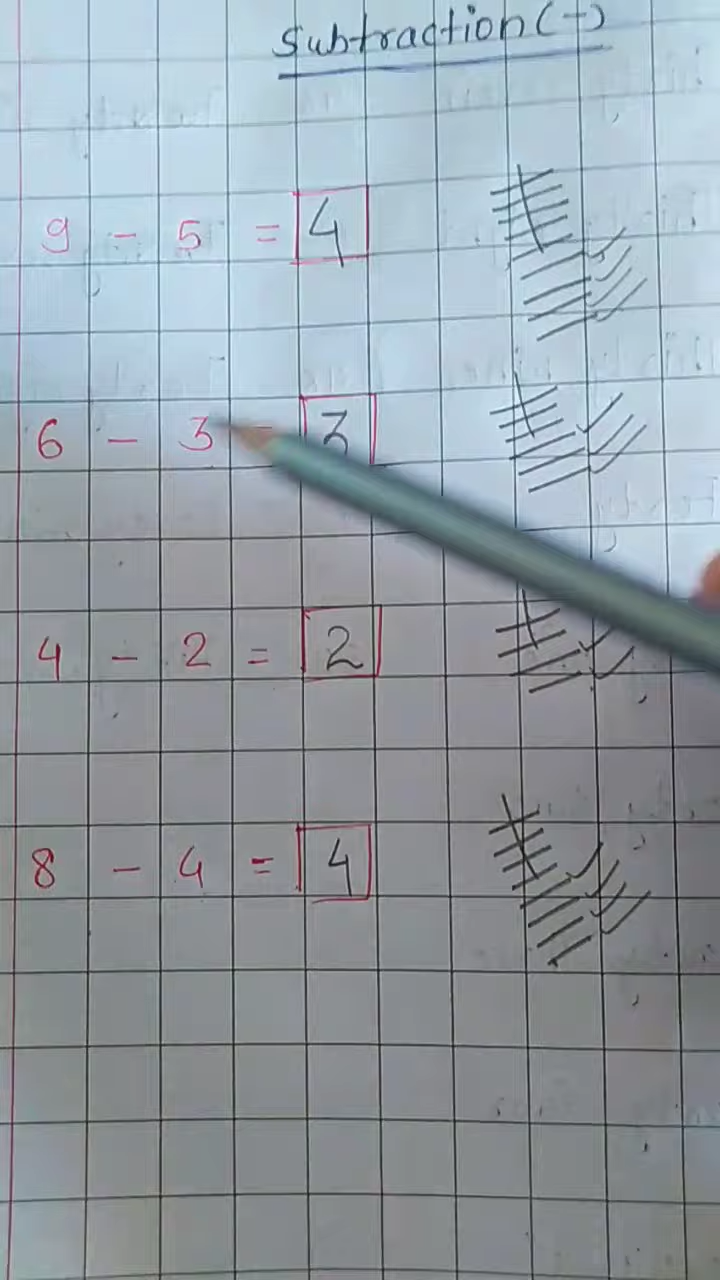 Subtraction (-)
9 - 5 = 4
6 - 3 = 3
4 - 2 = 2
8 - 4 = 4